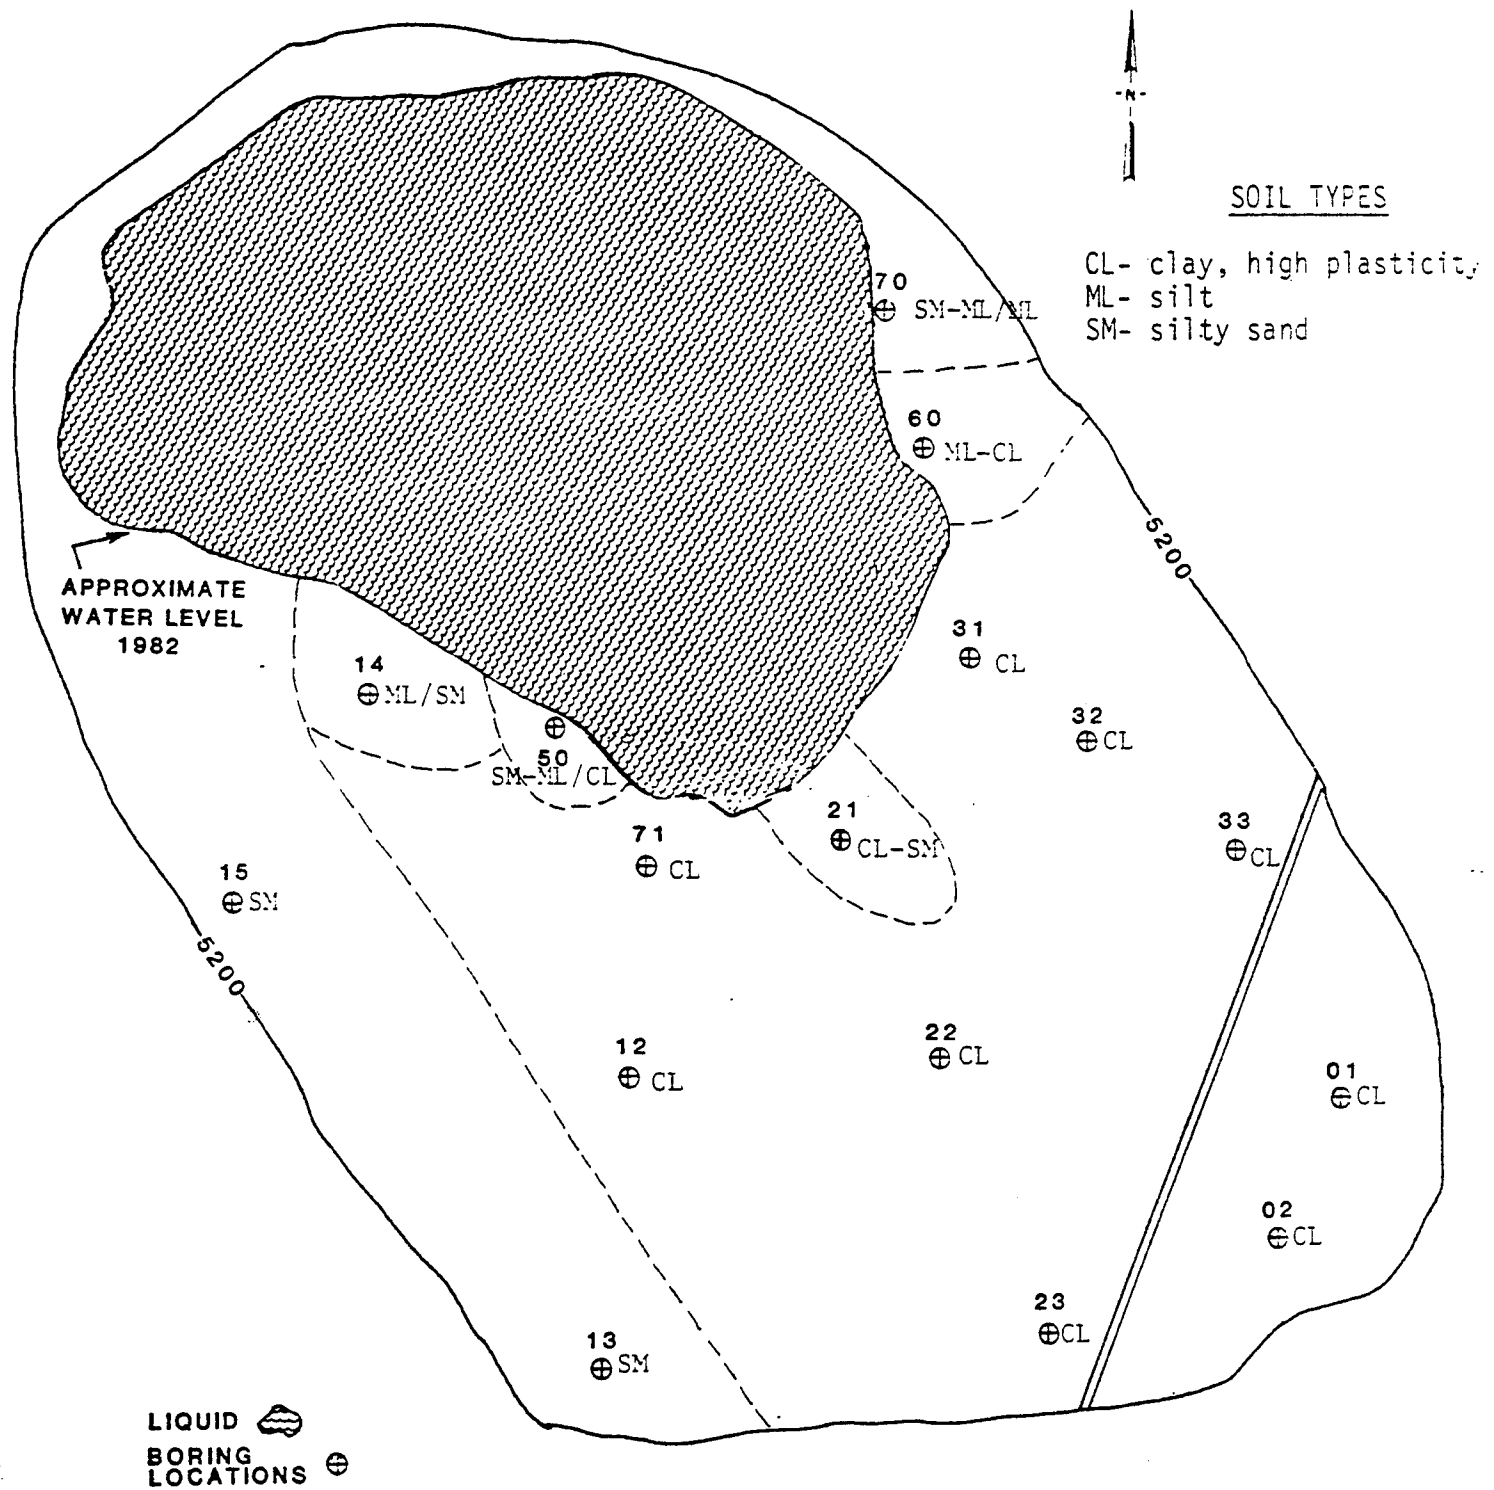 -N-
SOIL TYPES
CL- clay, high plasticity
ML- silt
SM- silty sand
70
SM-ML/ML
60
ML-CL
5200
APPROXIMATE
WATER LEVEL
1982
31
CL
14
ML/SM
32
CL
50
SM-ML/CL
21
CL-SM
33
CL
71
CL
15
SM
5200
12
CL
22
CL
01
CL
02
CL
23
CL
13
SM
LIQUID
BORING
LOCATIONS